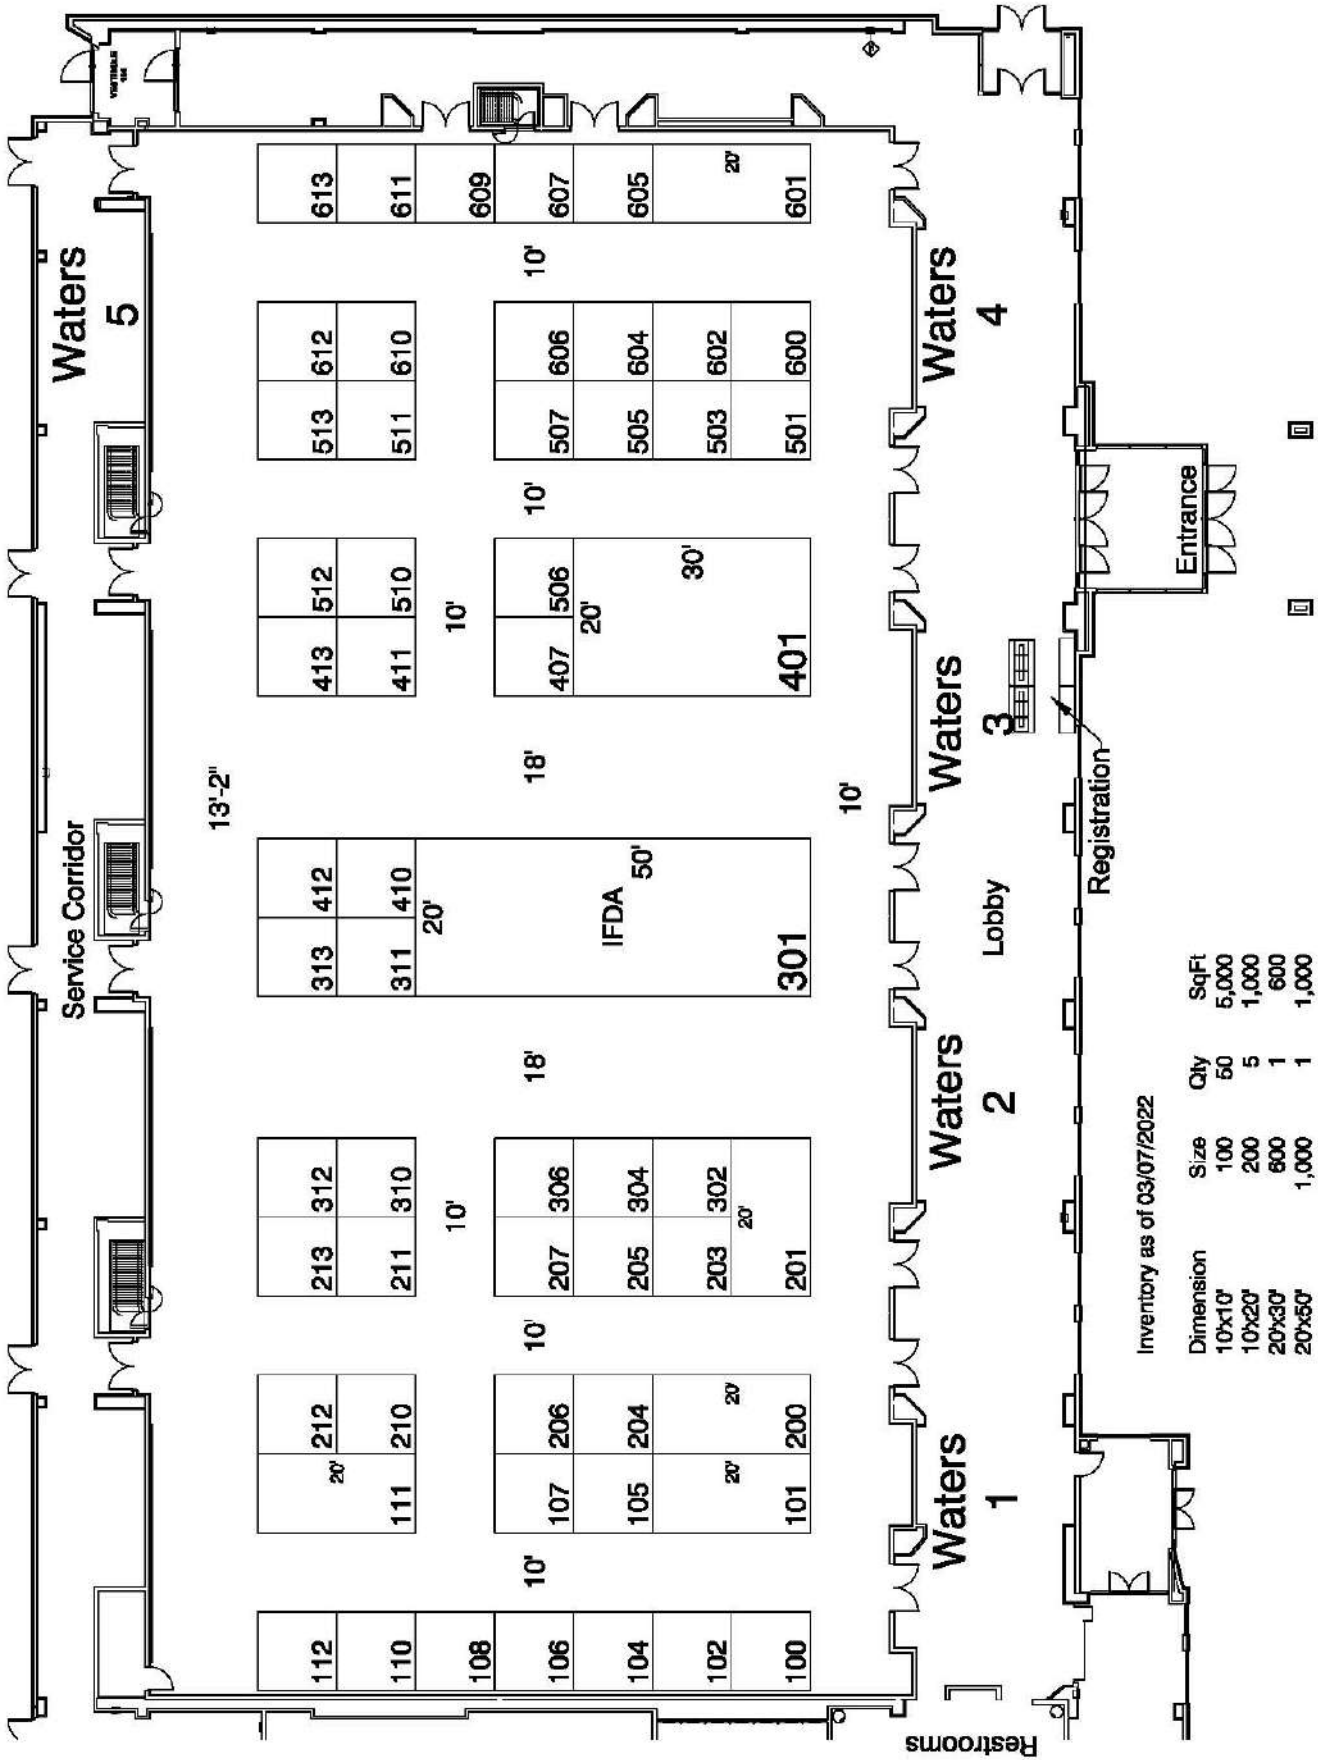 Waters
5
Service Corridor
VESTIBULE
13'-2"
112 212 213 312 313 412 413 512 513 612 613
20'
110 111 210 211 310 311 410 411 510 511 610 611
20'
10' 10'
108 609
10' 10' 18' 18' 10' 10'
106 107 206 207 306 407 506 507 606 607
20'
IFDA
104 105 204 205 304 505 604 605
50'
30'
102 203 302 503 602
20' 20' 20' 20'
100 101 200 201 301 401 501 600 601
10'
Waters Waters Waters Waters
1 2 3 4
Restrooms
Lobby
Registration
Entrance
Inventory as of 03/07/2022
Dimension Size Qty SqFt
10'x10' 100 50 5,000
10'x20' 200 5 1,000
20'x30' 600 1 600
20'x50' 1,000 1 1,000